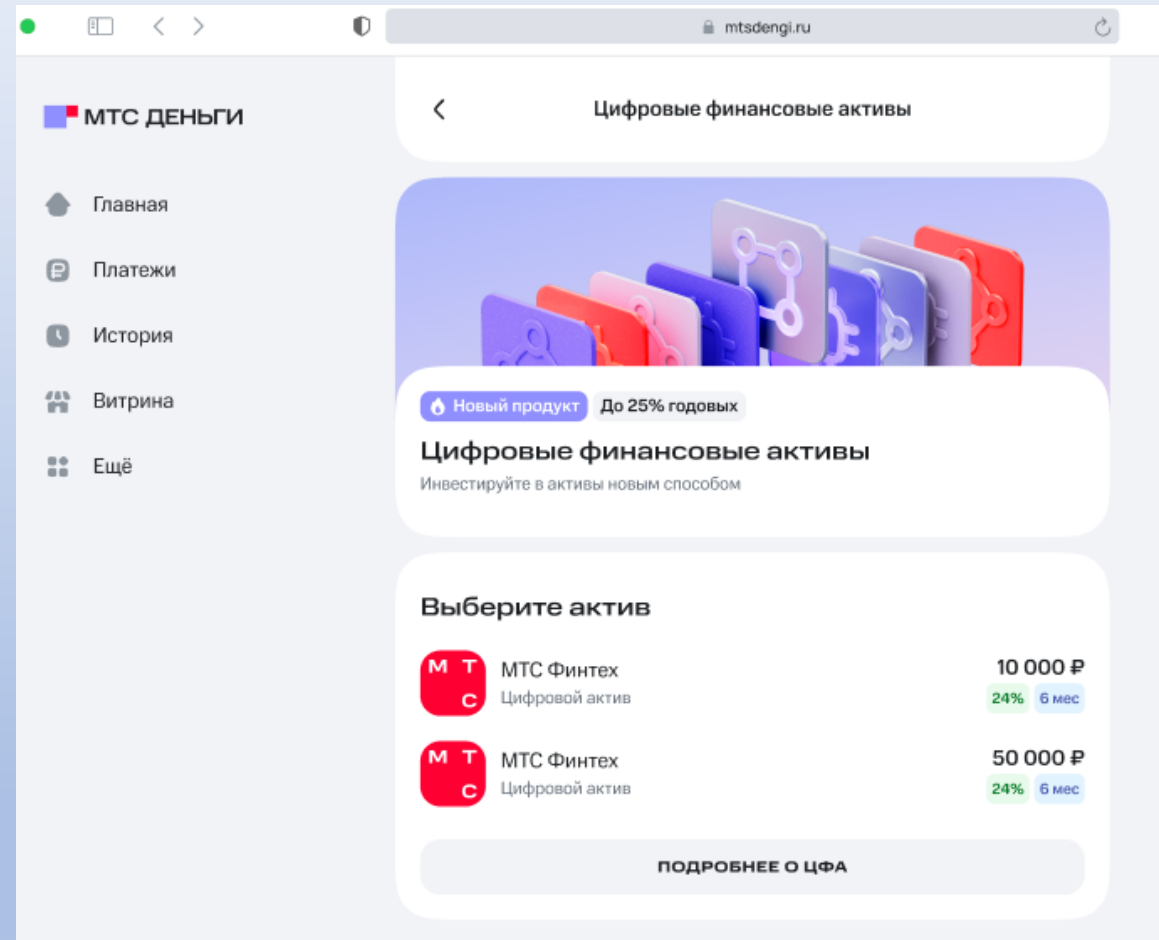 mtsdengi.ru
МТС ДЕНЬГИ
Цифровые финансовые активы
Главная
Платежи
История
Витрина
Ещё
Новый продукт
До 25% годовых
Цифровые финансовые активы
Инвестируйте в активы новым способом
Выберите актив
МТС
МТС Финтех
10 000 ₽
Цифровой актив
24%
6 мес
МТС
МТС Финтех
50 000 ₽
Цифровой актив
24%
6 мес
ПОДРОБНЕЕ О ЦФА